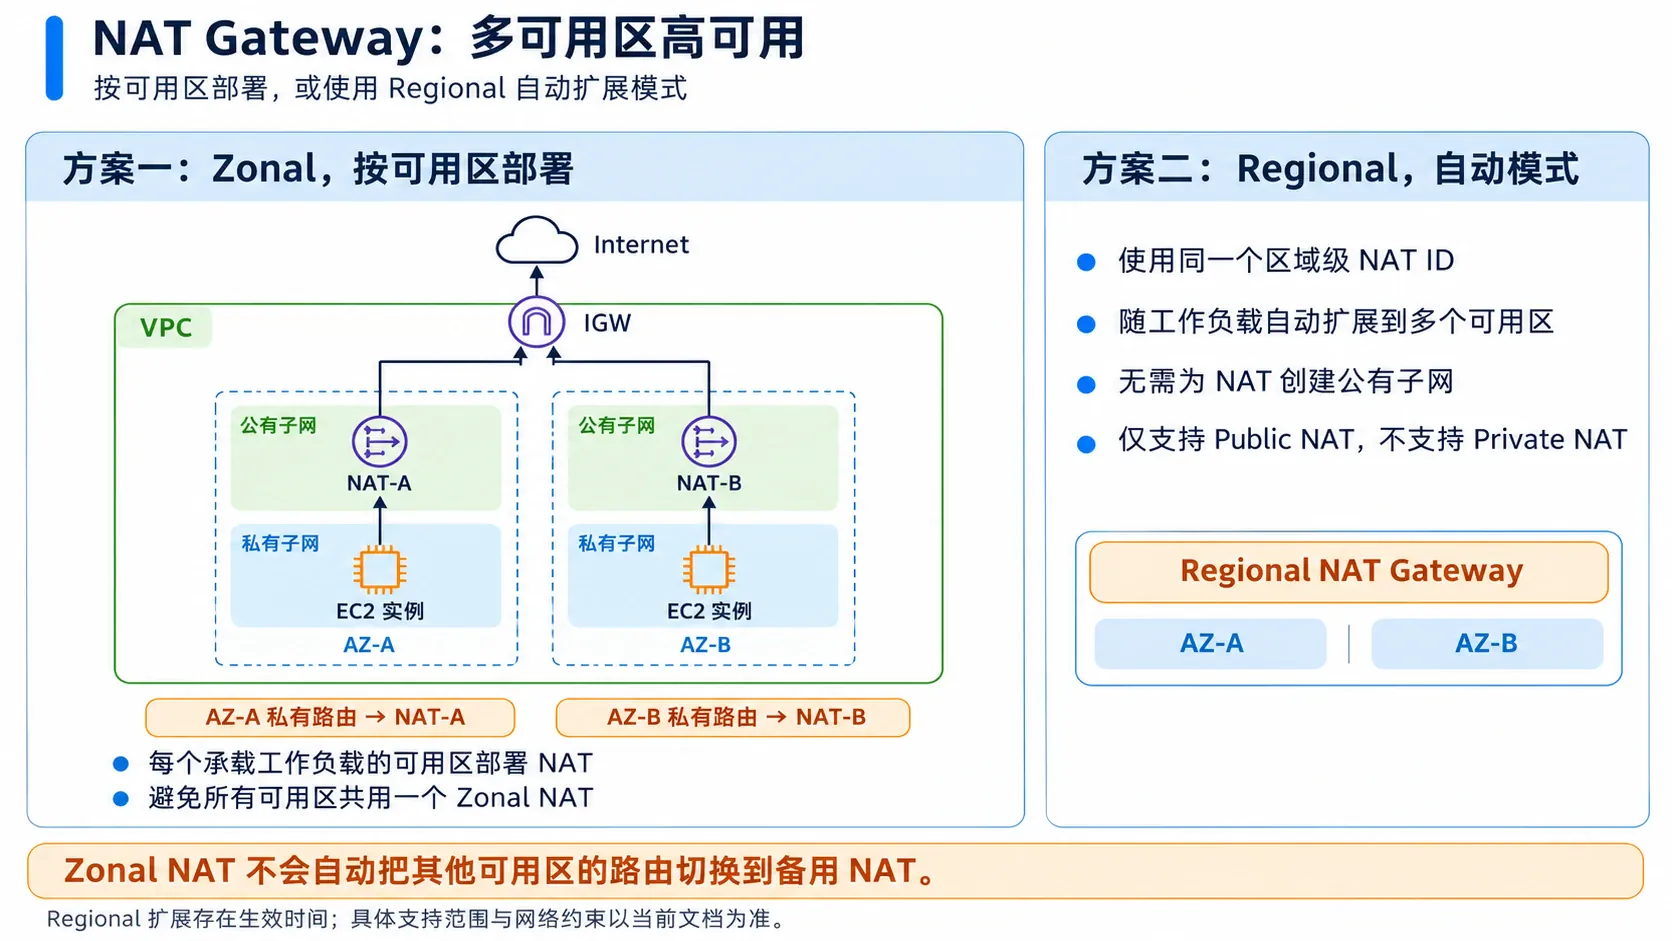 NAT Gateway：多可用区高可用
按可用区部署，或使用 Regional 自动扩展模式
方案一：Zonal，按可用区部署
Internet
IGW
VPC
公有子网
NAT-A
私有子网
EC2 实例
AZ-A
公有子网
NAT-B
私有子网
EC2 实例
AZ-B
AZ-A 私有路由 → NAT-A
AZ-B 私有路由 → NAT-B
每个承载工作负载的可用区部署 NAT
避免所有可用区共用一个 Zonal NAT
方案二：Regional，自动模式
使用同一个区域级 NAT ID
随工作负载自动扩展到多个可用区
无需为 NAT 创建公有子网
仅支持 Public NAT，不支持 Private NAT
Regional NAT Gateway
AZ-A
AZ-B
Zonal NAT 不会自动把其他可用区的路由切换到备用 NAT。
Regional 扩展存在生效时间；具体支持范围与网络约束以当前文档为准。